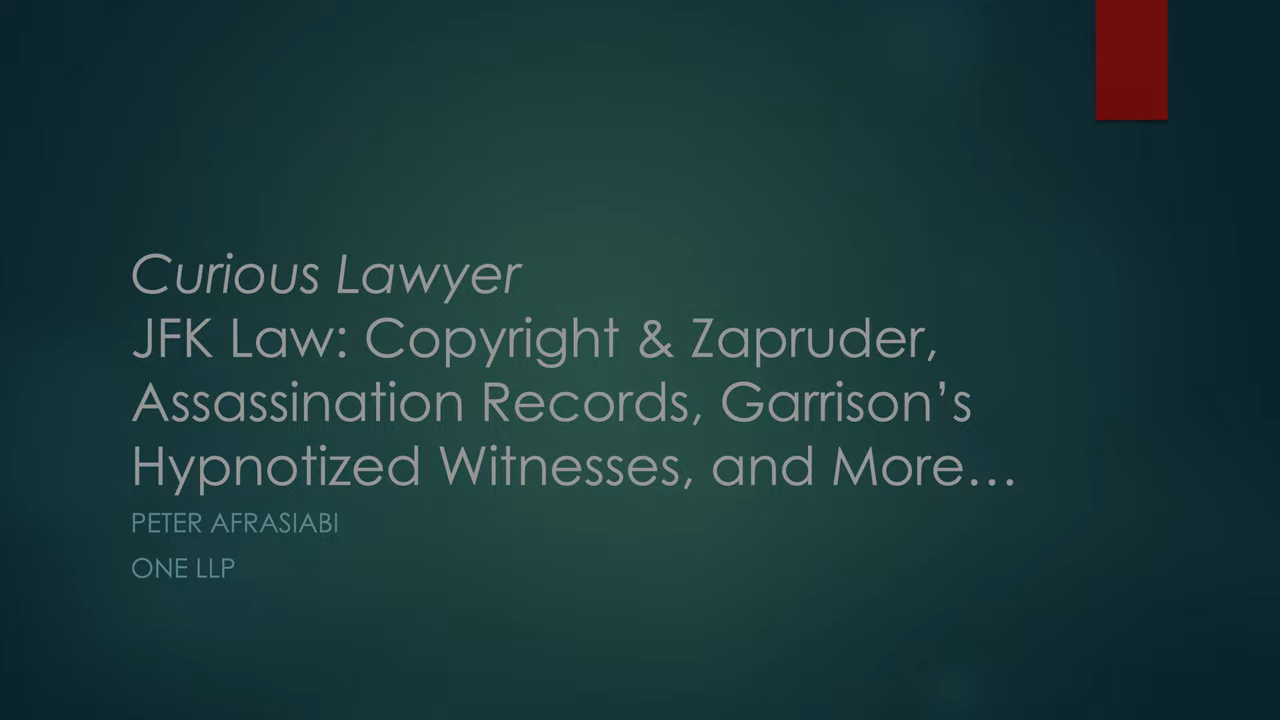 Curious Lawyer
JFK Law: Copyright & Zapruder,
Assassination Records, Garrison’s
Hypnotized Witnesses, and More…
PETER AFRASIABI
ONE LLP